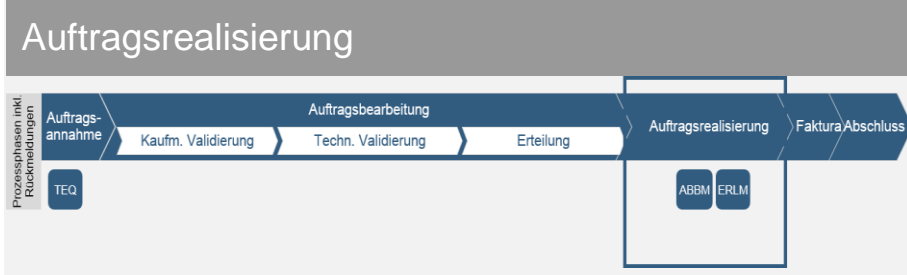 Auftragsrealisierung
Prozessphasen inkl.
Rückmeldungen
Auftrags-
annahme
Auftragsbearbeitung
Kaufm. Validierung
Techn. Validierung
Erteilung
Auftragsrealisierung
Faktura
Abschluss
TEQ
ABBM
ERLM